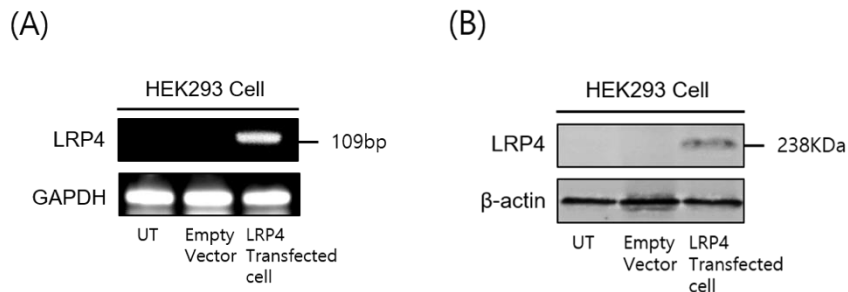 (A)
HEK293 Cell
LRP4
109bp
GAPDH
UT
Empty
Vector
LRP4
Transfected
cell
(B)
HEK293 Cell
LRP4
238KDa
β-actin
UT
Empty
Vector
LRP4
Transfected
cell